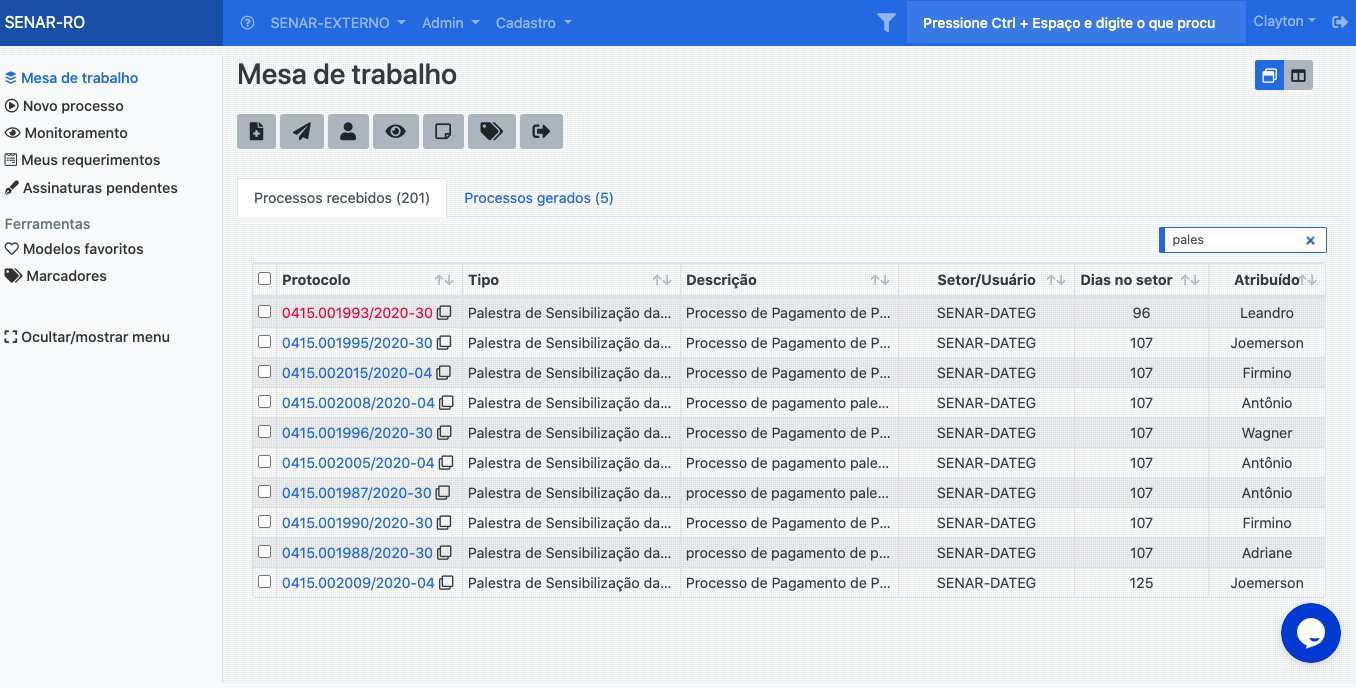 SENAR-RO
SENAR-EXTERNO Admin Cadastro
Pressione Ctrl + Espaço e digite o que procu
Clayton
Mesa de trabalho
Novo processo
Monitoramento
Meus requerimentos
Assinaturas pendentes
Ferramentas
Modelos favoritos
Marcadores
Ocultar/mostrar menu
Mesa de trabalho
Processos recebidos (201) Processos gerados (5)
pales
Protocolo Tipo Descrição Setor/Usuário Dias no setor Atribuído
0415.001993/2020-30 Palestra de Sensibilização da... Processo de Pagamento de P... SENAR-DATEG 96 Leandro
0415.001995/2020-30 Palestra de Sensibilização da... Processo de Pagamento de P... SENAR-DATEG 107 Joemerson
0415.002015/2020-04 Palestra de Sensibilização da... Processo de Pagamento de P... SENAR-DATEG 107 Firmino
0415.002008/2020-04 Palestra de Sensibilização da... Processo de pagamento pale... SENAR-DATEG 107 Antônio
0415.001996/2020-30 Palestra de Sensibilização da... Processo de Pagamento de P... SENAR-DATEG 107 Wagner
0415.002005/2020-04 Palestra de Sensibilização da... Processo de pagamento pale... SENAR-DATEG 107 Antônio
0415.001987/2020-30 Palestra de Sensibilização da... processo de pagamento pale... SENAR-DATEG 107 Antônio
0415.001990/2020-30 Palestra de Sensibilização da... Processo de Pagamento de P... SENAR-DATEG 107 Firmino
0415.001988/2020-30 Palestra de Sensibilização da... processo de pagamento de p... SENAR-DATEG 107 Adriane
0415.002009/2020-04 Palestra de Sensibilização da... Processo de Pagamento de P... SENAR-DATEG 125 Joemerson